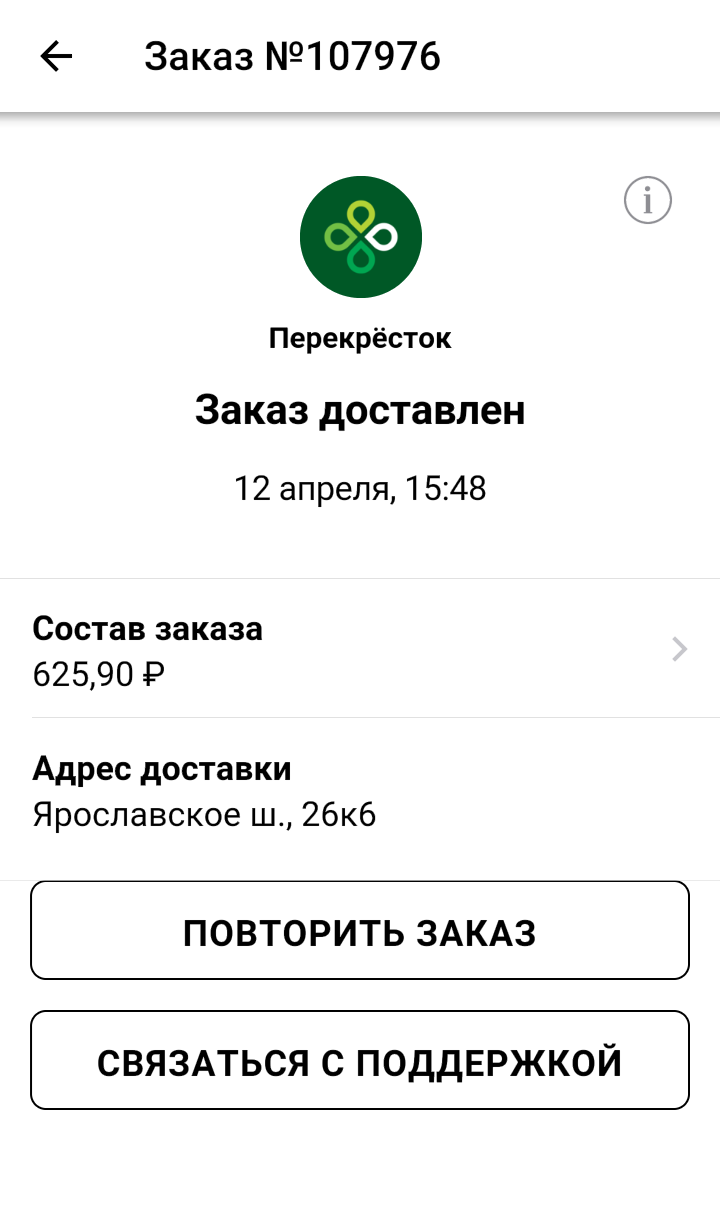 Заказ №107976
i
Перекрёсток
Заказ доставлен
12 апреля, 15:48
Состав заказа
625,90 ₽
Адрес доставки
Ярославское ш., 26к6
ПОВТОРИТЬ ЗАКАЗ
СВЯЗАТЬСЯ С ПОДДЕРЖКОЙ